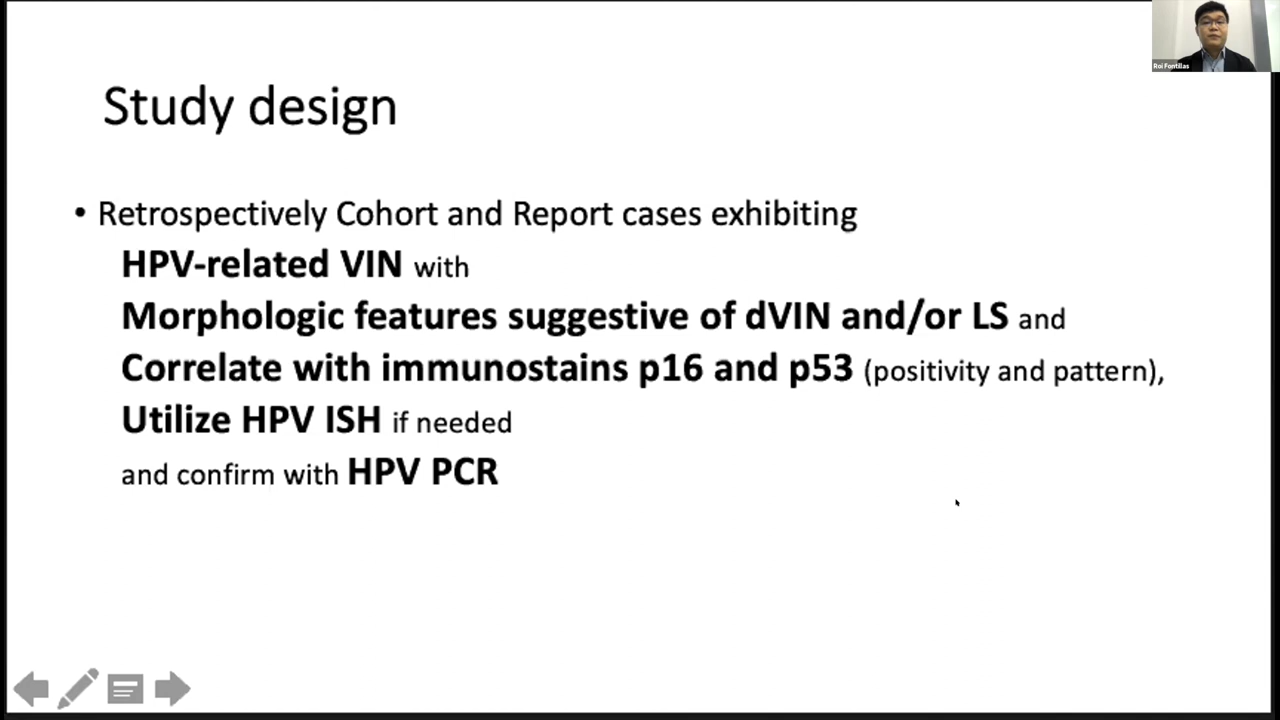 Roi Fontillas
Study design
• Retrospectively Cohort and Report cases exhibiting
HPV-related VIN with
Morphologic features suggestive of dVIN and/or LS and
Correlate with immunostains p16 and p53 (positivity and pattern),
Utilize HPV ISH if needed
and confirm with HPV PCR